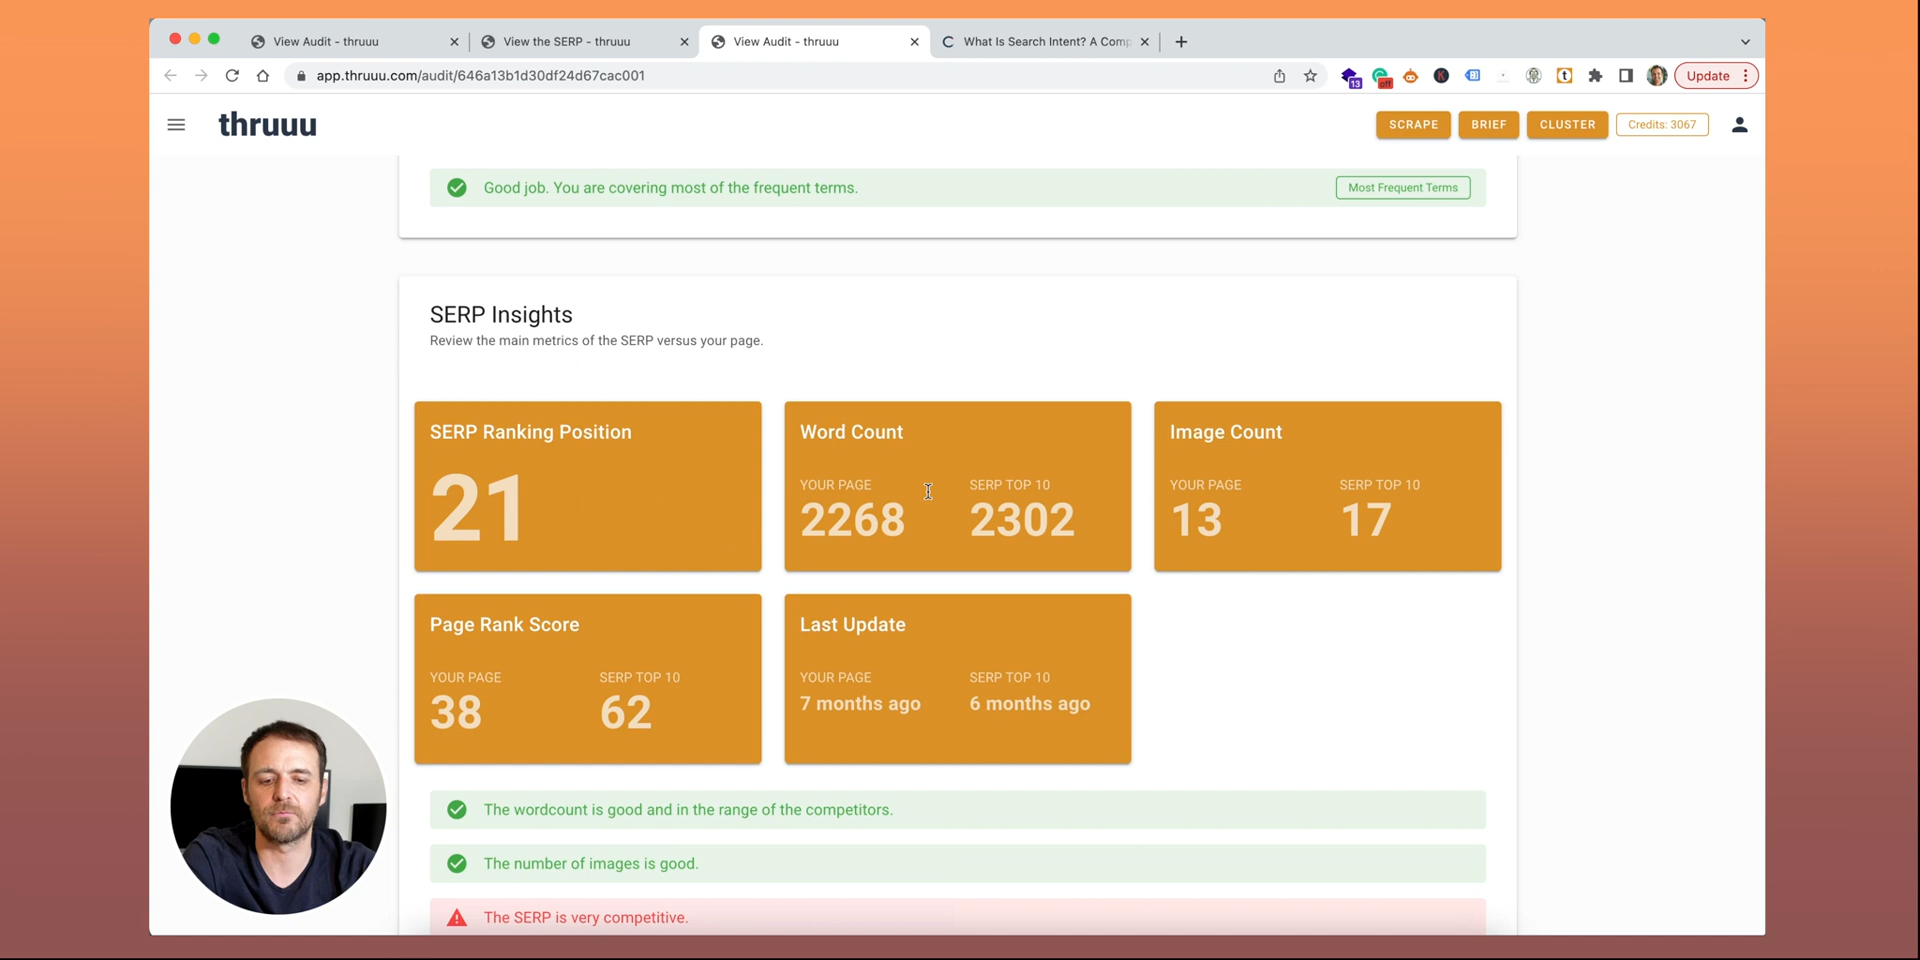 View Audit - thruuu
View the SERP - thruuu
View Audit - thruuu
What Is Search Intent? A Comp
app.thruuu.com/audit/646a13b1d30df24d67cac001
13
off
Update
thruuu
SCRAPE
BRIEF
CLUSTER
Credits: 3067
Good job. You are covering most of the frequent terms.
Most Frequent Terms
SERP Insights
Review the main metrics of the SERP versus your page.
SERP Ranking Position
21
Word Count
YOUR PAGE
2268
SERP TOP 10
2302
Image Count
YOUR PAGE
13
SERP TOP 10
17
Page Rank Score
YOUR PAGE
38
SERP TOP 10
62
Last Update
YOUR PAGE
7 months ago
SERP TOP 10
6 months ago
The wordcount is good and in the range of the competitors.
The number of images is good.
The SERP is very competitive.